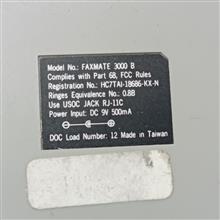 Model No.: FAXMATE 3000 B
Complies with Part 68, FCC Rules
Registration No.: HC7TAI-18686-KX-N
Ringes Equivalence No.: 0.8B
Use USOC JACK RJ-11C
Power Input: DC 9V 500mA
DOC Load Number: 12 Made in Taiwan